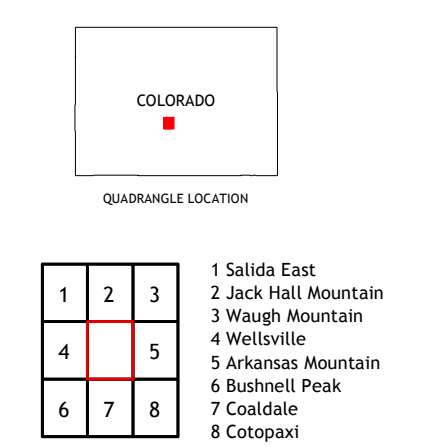 COLORADO
QUADRANGLE LOCATION
1 2 3
4 5
6 7 8
1 Salida East
2 Jack Hall Mountain
3 Waugh Mountain
4 Wellsville
5 Arkansas Mountain
6 Bushnell Peak
7 Coaldale
8 Cotopaxi